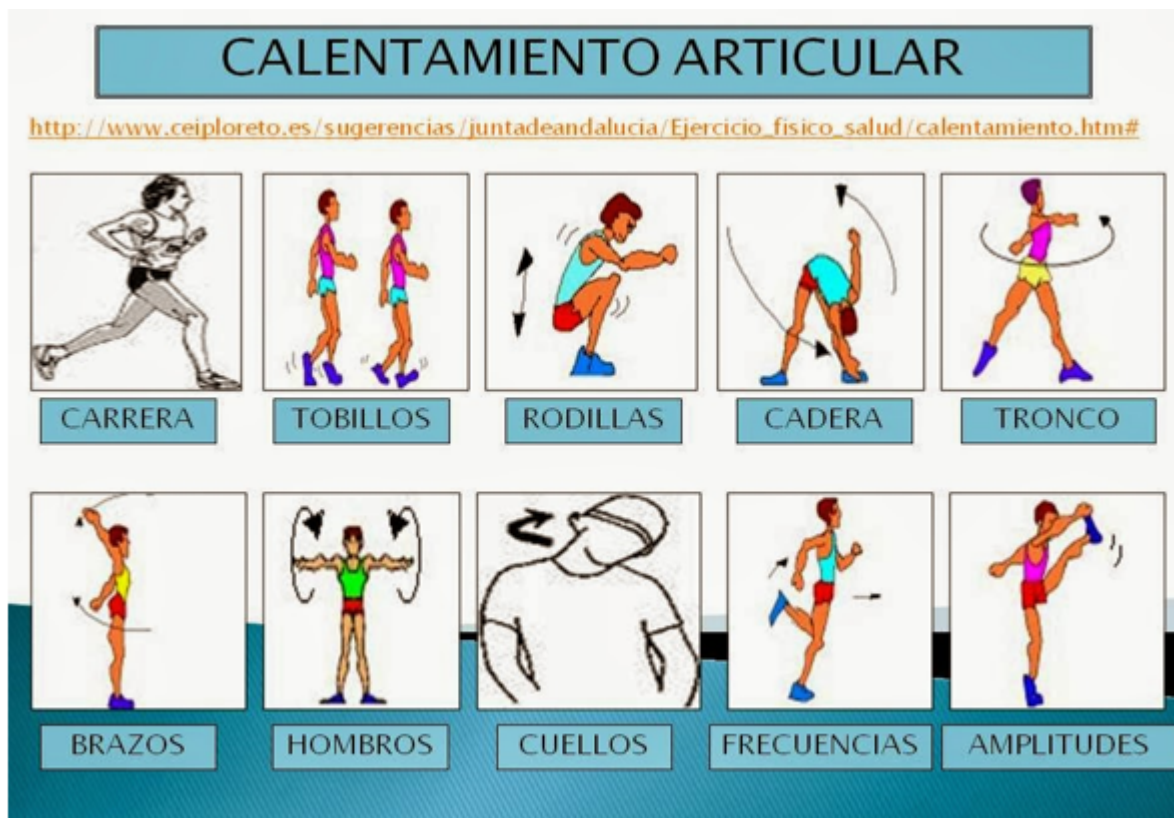 CALENTAMIENTO ARTICULAR
http://www.ceiploreto.es/sugerencias/juntadeandalucia/Ejercicio_fisico_salud/calentamiento.htm#
CARRERA
TOBILLOS
RODILLAS
CADERA
TRONCO
BRAZOS
HOMBROS
CUELLOS
FRECUENCIAS
AMPLITUDES